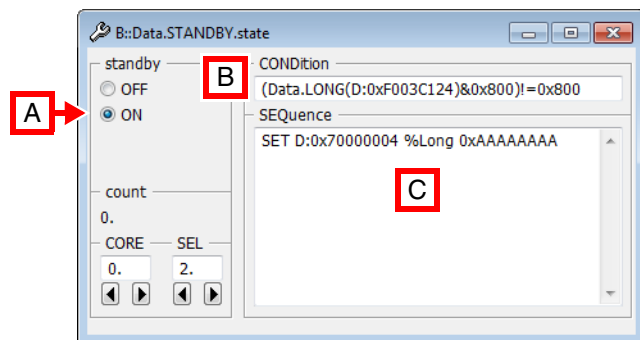 B::Data.STANDBY.state
standby
OFF
A
ON
B
CONDition
(Data.LONG(D:0xF003C124)&0x800)!=0x800
SEQuence
SET D:0x70000004 %Long 0xAAAAAAAA
C
count
0.
CORE SEL
0. 2.